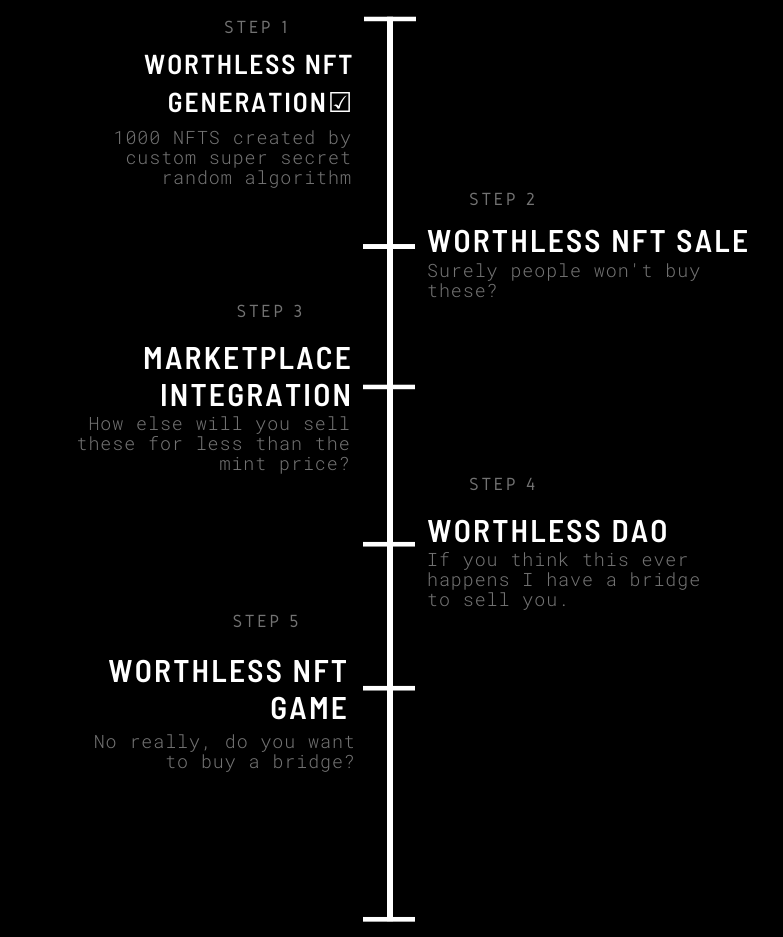 STEP 1
WORTHLESS NFT
GENERATION☑
1000 NFTS created by
custom super secret
random algorithm
STEP 2
WORTHLESS NFT SALE
Surely people won't buy
these?
STEP 3
MARKETPLACE
INTEGRATION
How else will you sell
these for less than the
mint price?
STEP 4
WORTHLESS DAO
If you think this ever
happens I have a bridge
to sell you.
STEP 5
WORTHLESS NFT
GAME
No really, do you want
to buy a bridge?